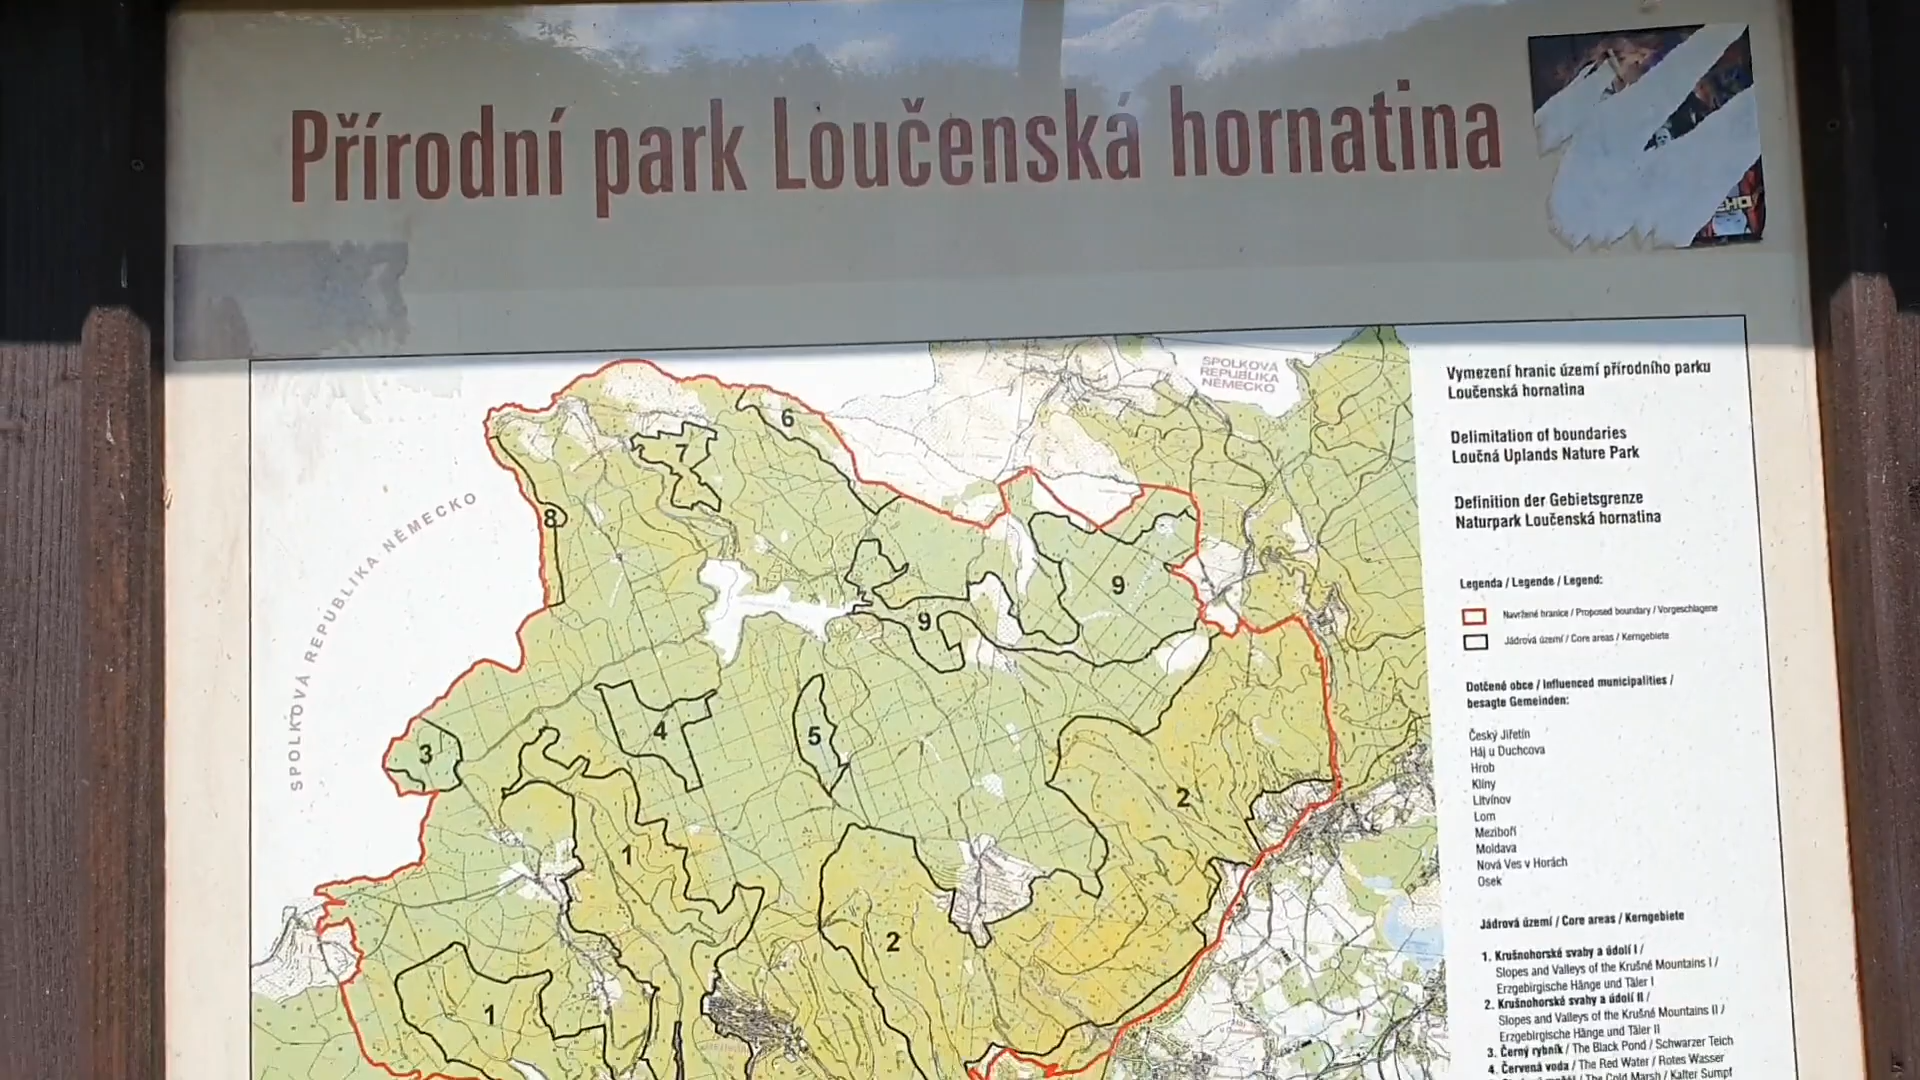 Přírodní park Loučenská hornatina
SPOLKOVÁ
REPUBLIKA
NĚMECKO
SPOLKOVÁ REPUBLIKA NĚMECKO
6
7
8
9
9
4
5
3
2
1
2
1
Vymezení hranic území přírodního parku
Loučenská hornatina
Delimitation of boundaries
Loučná Uplands Nature Park
Definition der Gebietsgrenze
Naturpark Loučenská hornatina
Legenda / Legende / Legend:
Navržené hranice / Proposed boundary / Vorgeschlagene
Jádrová území / Core areas / Kerngebiete
Dotčené obce / Influenced municipalities /
besagte Gemeinden:
Český Jiřetín
Háj u Duchcova
Hrob
Klíny
Litvínov
Lom
Meziboří
Moldava
Nová Ves v Horách
Osek
Jádrová území / Core areas / Kerngebiete
1. Krušnohorské svahy a údolí I /
Slopes and Valleys of the Krušné Mountains I /
Erzgebirgische Hänge und Täler I
2. Krušnohorské svahy a údolí II /
Slopes and Valleys of the Krušné Mountains II /
Erzgebirgische Hänge und Täler II
3. Černý rybník / The Black Pond / Schwarzer Teich
4. Červená voda / The Red Water / Rotes Wasser
/ The Cold Marsh / Kalter Sumpf